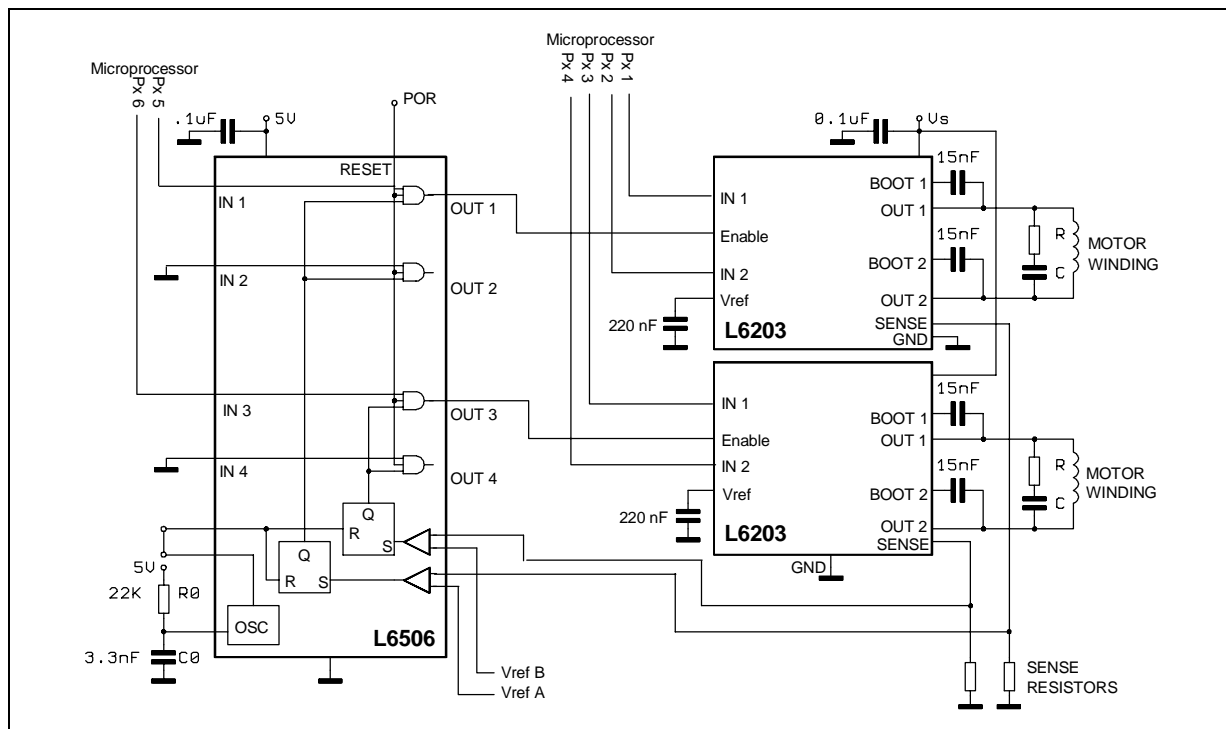 Microprocessor
Px 6
Px 5
POR
.1uF
5V
RESET
IN 1
OUT 1
IN 2
OUT 2
IN 3
OUT 3
IN 4
OUT 4
Q
R
S
Q
R
S
5V
22K
R0
OSC
3.3nF
C0
L6506
Vref B
Vref A
Microprocessor
Px 4
Px 3
Px 2
Px 1
0.1uF
Vs
15nF
BOOT 1
IN 1
OUT 1
Enable
15nF
R
MOTOR
WINDING
BOOT 2
C
IN 2
Vref
OUT 2
220 nF
L6203
SENSE
GND
15nF
IN 1
BOOT 1
OUT 1
Enable
15nF
R
MOTOR
WINDING
IN 2
BOOT 2
C
Vref
220 nF
L6203
OUT 2
SENSE
GND
SENSE
RESISTORS